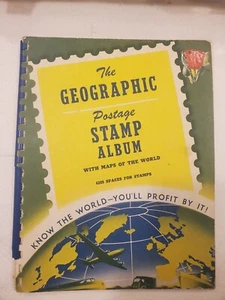 The
GEOGRAPHIC
Postage
STAMP
ALBUM
WITH MAPS OF THE WORLD
SPACES FOR STAMPS
KNOW THE WORLD-YOU'LL PROFIT BY IT!